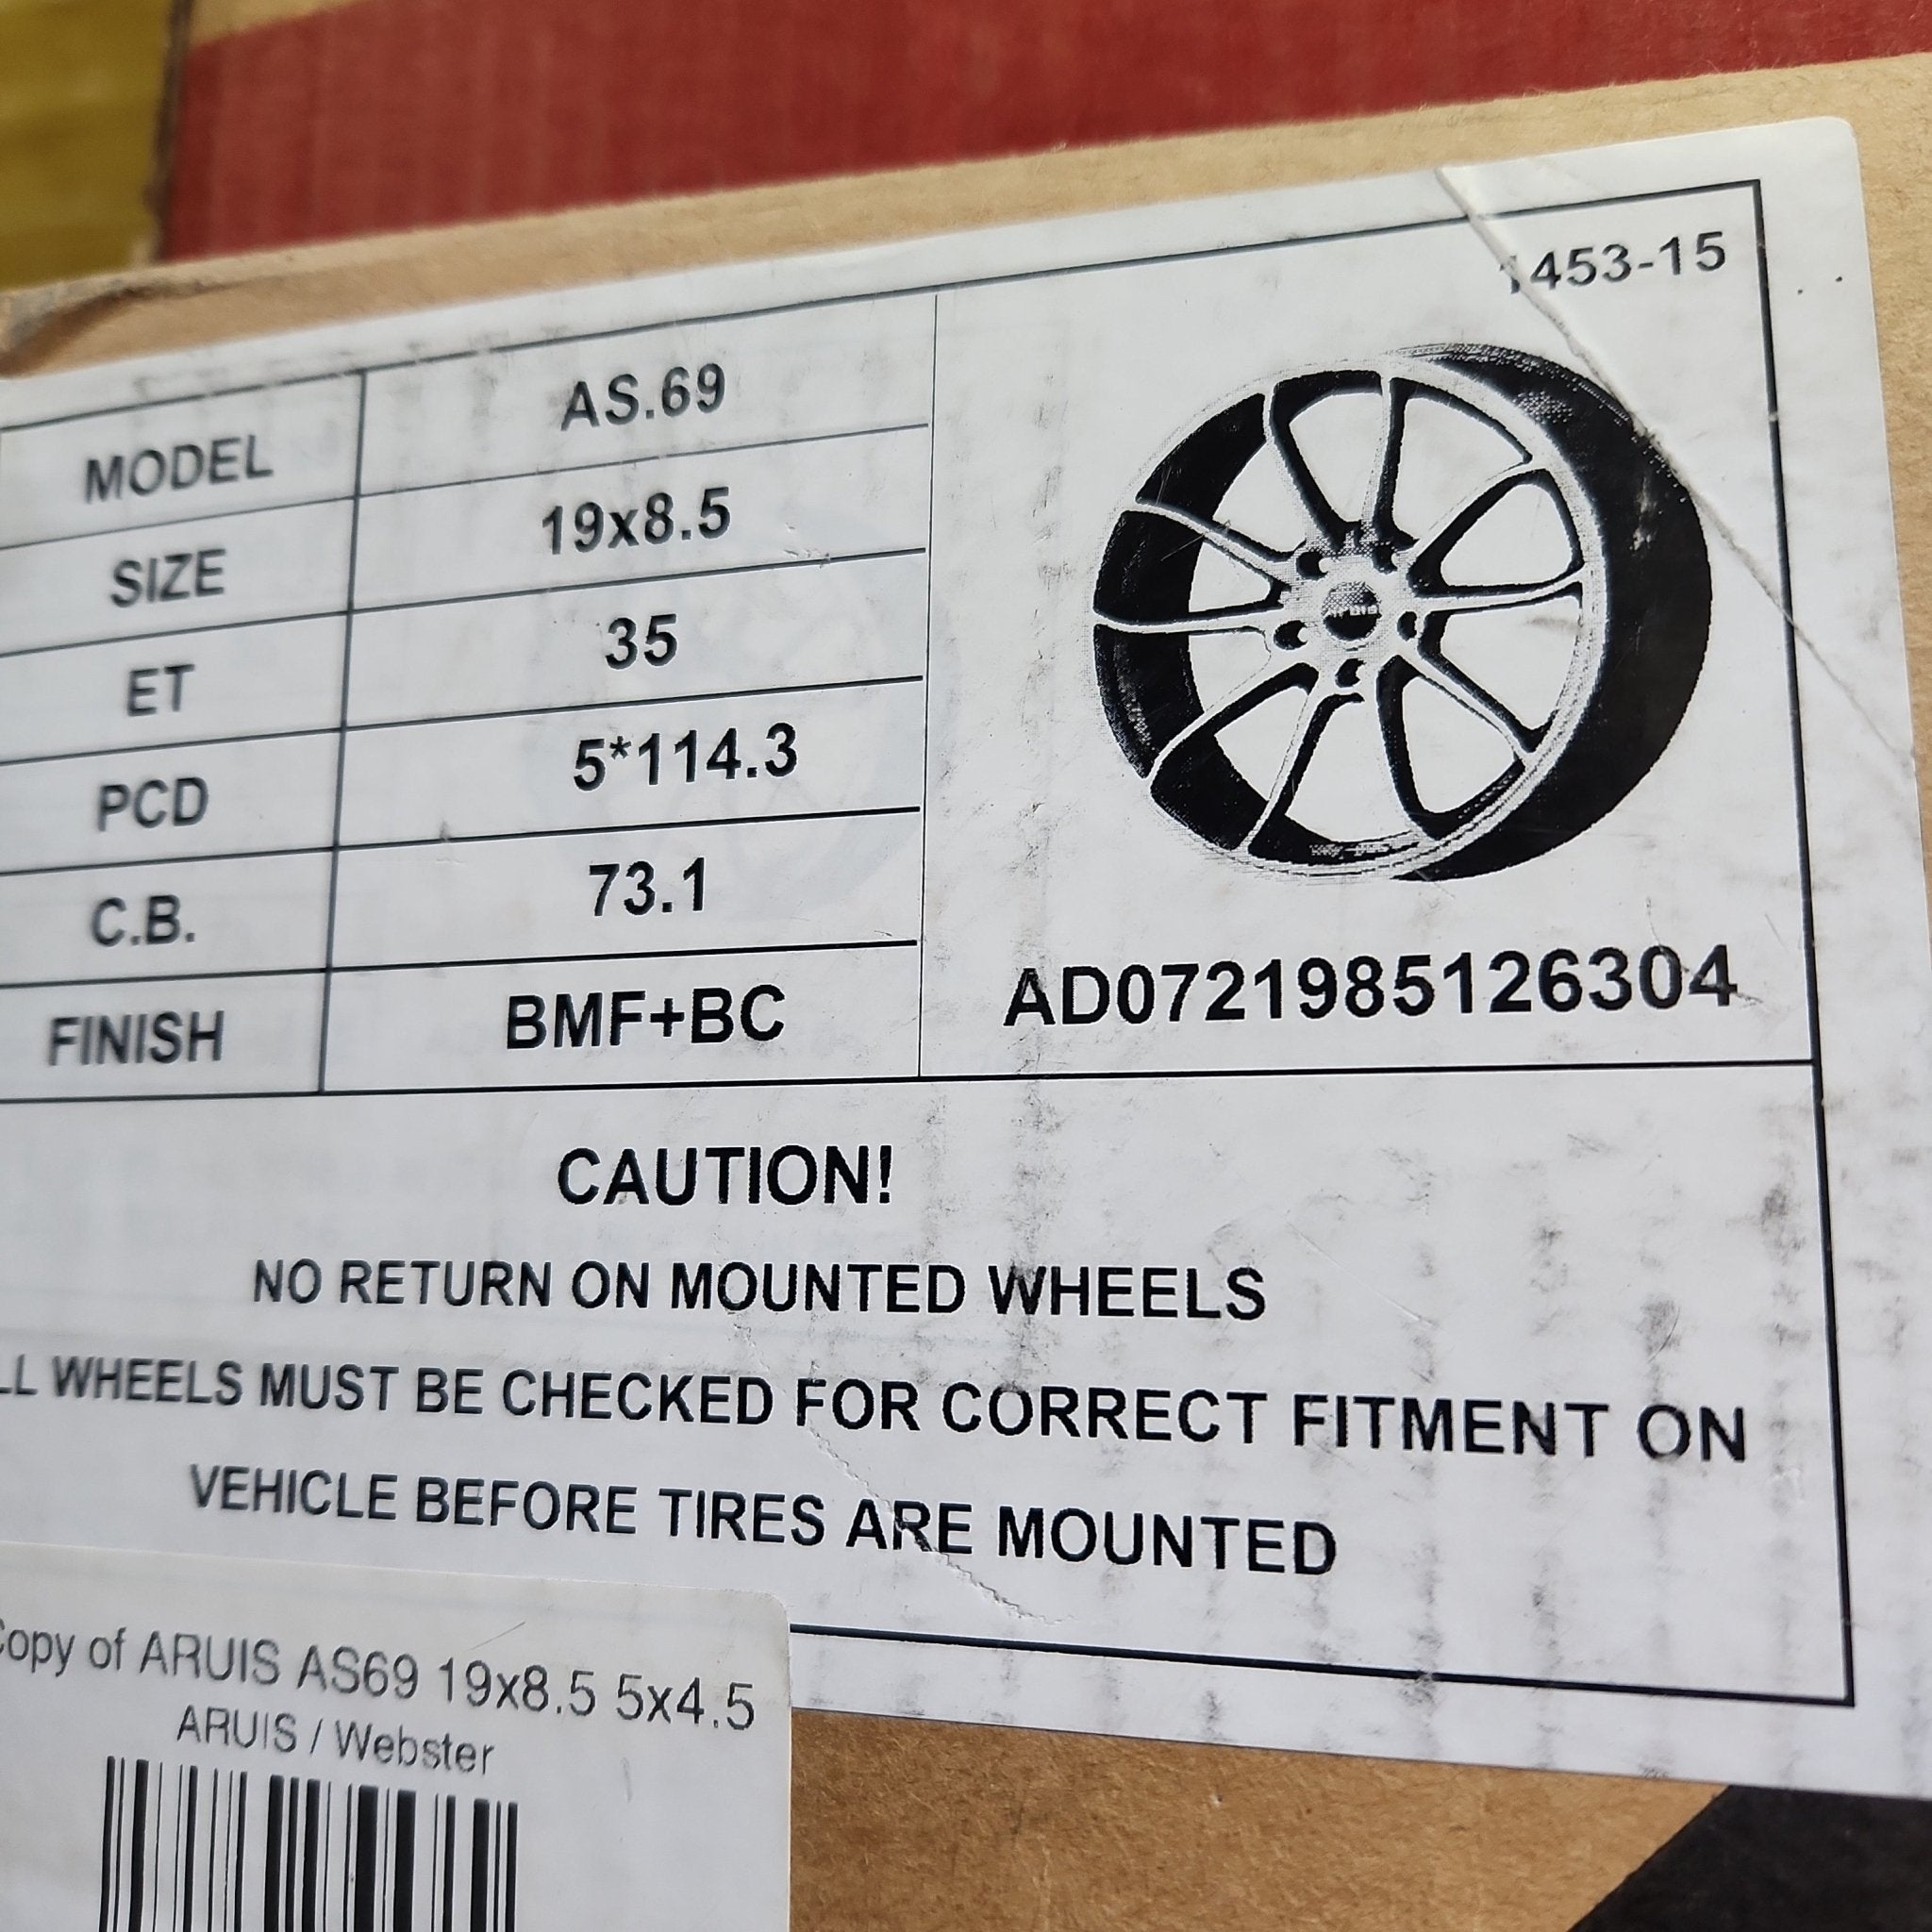 1453-15
MODEL AS.69
SIZE 19x8.5
ET 35
PCD 5*114.3
C.B. 73.1
FINISH BMF+BC
AD0721985126304
CAUTION!
NO RETURN ON MOUNTED WHEELS
WHEELS MUST BE CHECKED FOR CORRECT FITMENT ON
VEHICLE BEFORE TIRES ARE MOUNTED
Copy of ARUIS AS69 19x8.5 5x4.5
ARUIS / Webster